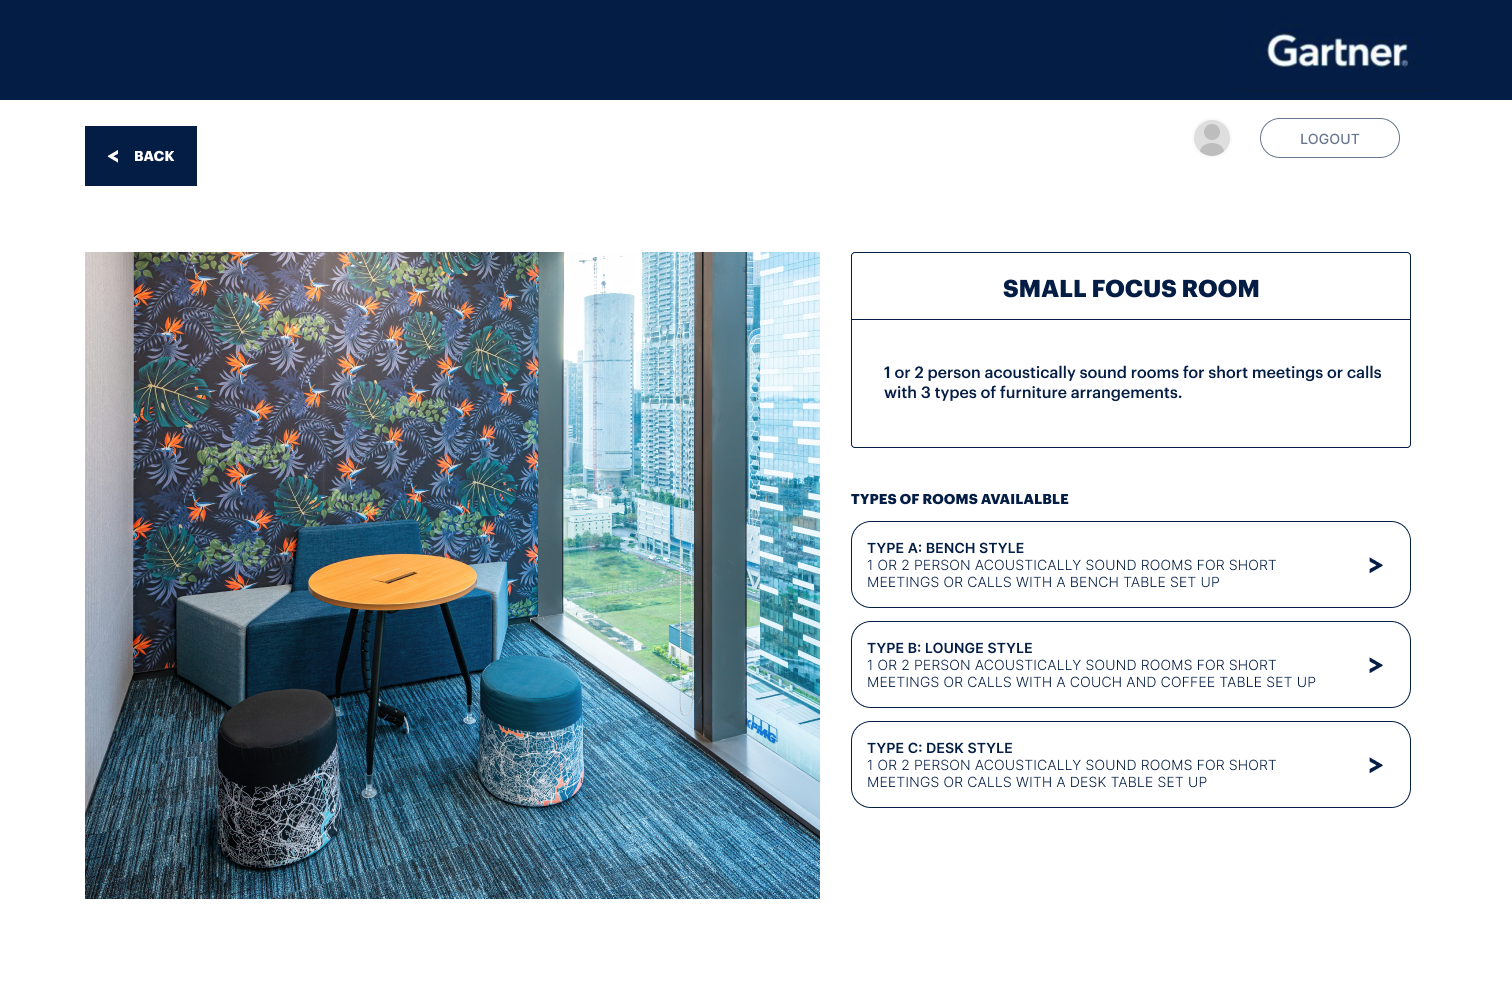 Gartner®
< BACK
LOGOUT
SMALL FOCUS ROOM
1 or 2 person acoustically sound rooms for short meetings or calls
with 3 types of furniture arrangements.
TYPES OF ROOMS AVAILALBLE
TYPE A: BENCH STYLE
1 OR 2 PERSON ACOUSTICALLY SOUND ROOMS FOR SHORT
MEETINGS OR CALLS WITH A BENCH TABLE SET UP
>
TYPE B: LOUNGE STYLE
1 OR 2 PERSON ACOUSTICALLY SOUND ROOMS FOR SHORT
MEETINGS OR CALLS WITH A COUCH AND COFFEE TABLE SET UP
>
TYPE C: DESK STYLE
1 OR 2 PERSON ACOUSTICALLY SOUND ROOMS FOR SHORT
MEETINGS OR CALLS WITH A DESK TABLE SET UP
>
KPMG